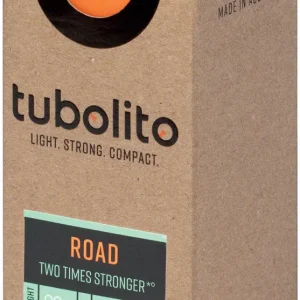 MADE IN
tubolito
LIGHT. STRONG. COMPACT.
ROAD
TWO TIMES STRONGER*°